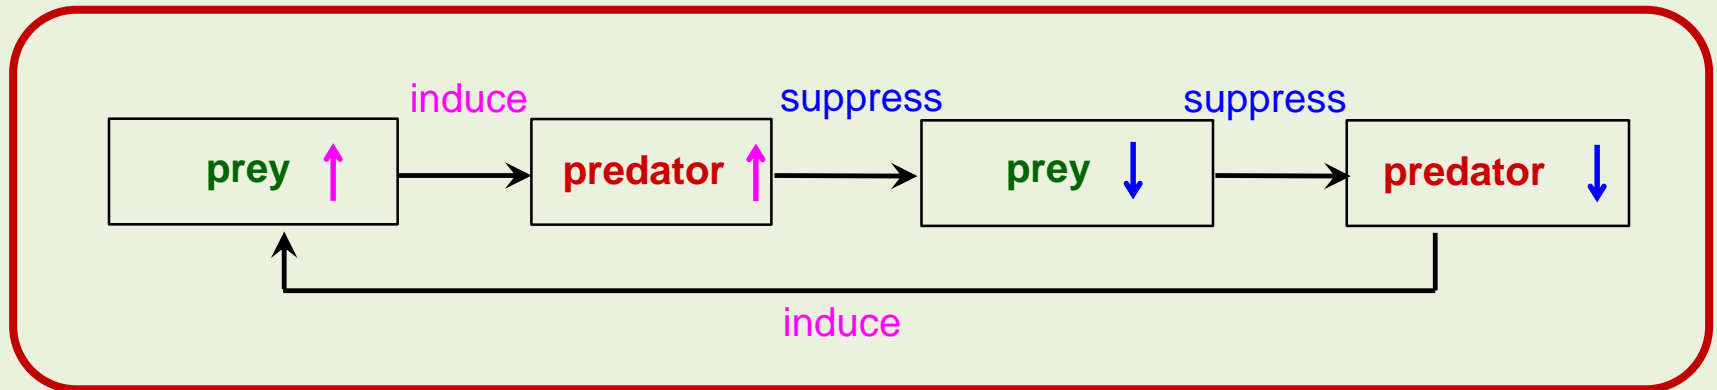 induce
suppress
suppress
prey
predator
prey
predator
induce